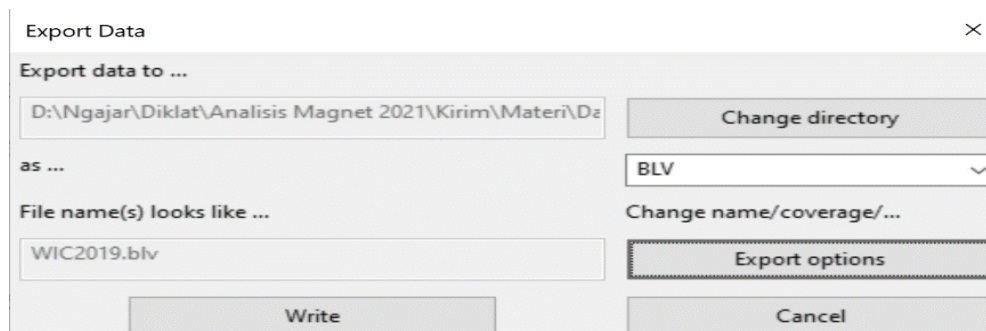 Export Data
Export data to ...
D:\Ngajar\Diklat\Analisis Magnet 2021\Kirim\Materi\Da
Change directory
as ...
BLV
File name(s) looks like ...
Change name/coverage/...
WIC2019.blv
Export options
Write
Cancel